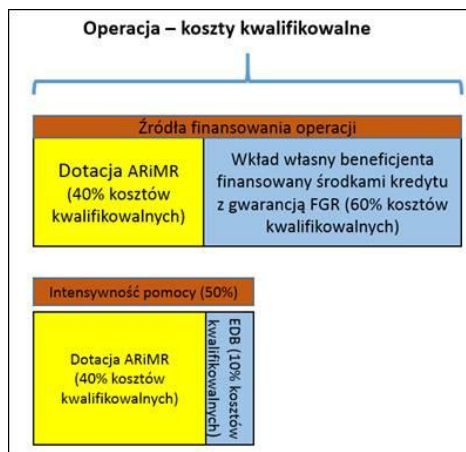 Operacja – koszty kwalifikowalne
Źródła finansowania operacji
Dotacja ARiMR
(40% kosztów
kwalifikowalnych)
Wkład własny beneficjenta
finansowany środkami kredytu
z gwarancją FGR (60% kosztów
kwalifikowalnych)
Intensywność pomocy (50%)
Dotacja ARiMR
(40% kosztów
kwalifikowalnych)
EDB (10% kosztów
kwalifikowalnych)